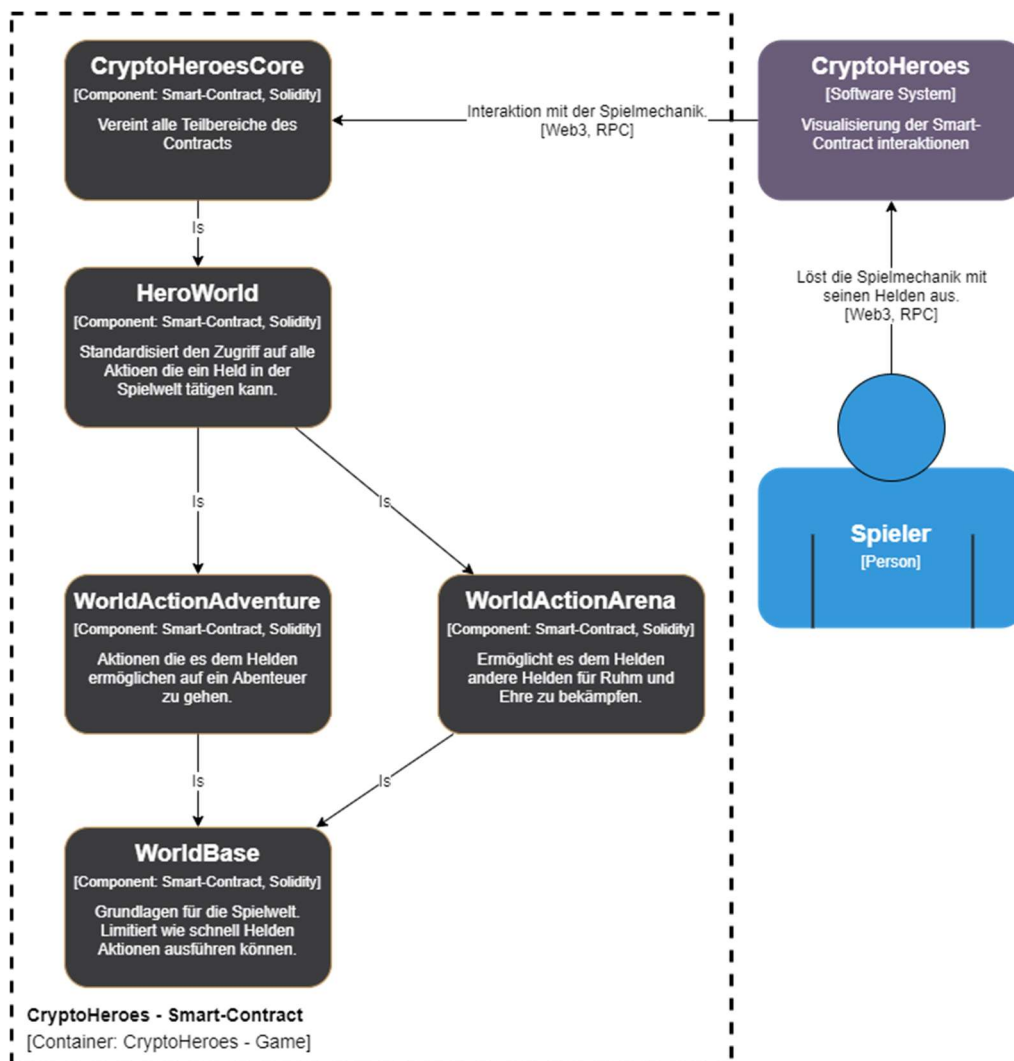 CryptoHeroesCore
[Component: Smart-Contract, Solidity]
Vereint alle Teilbereiche des
Contracts
Interaktion mit der Spielmechanik.
[Web3, RPC]
CryptoHeroes
[Software System]
Visualisierung der Smart-
Contract interaktionen
Is
HeroWorld
[Component: Smart-Contract, Solidity]
Standardisiert den Zugriff auf alle
Aktioen die ein Held in der
Spielwelt tätigen kann.
Löst die Spielmechanik mit
seinen Helden aus.
[Web3, RPC]
Is
Is
Spieler
[Person]
WorldActionAdventure
[Component: Smart-Contract, Solidity]
Aktionen die es dem Helden
ermöglichen auf ein Abenteuer
zu gehen.
WorldActionArena
[Component: Smart-Contract, Solidity]
Ermöglicht es dem Helden
andere Helden für Ruhm und
Ehre zu bekämpfen.
Is
Is
WorldBase
[Component: Smart-Contract, Solidity]
Grundlagen für die Spielwelt.
Limitiert wie schnell Helden
Aktionen ausführen können.
CryptoHeroes - Smart-Contract
[Container: CryptoHeroes - Game]